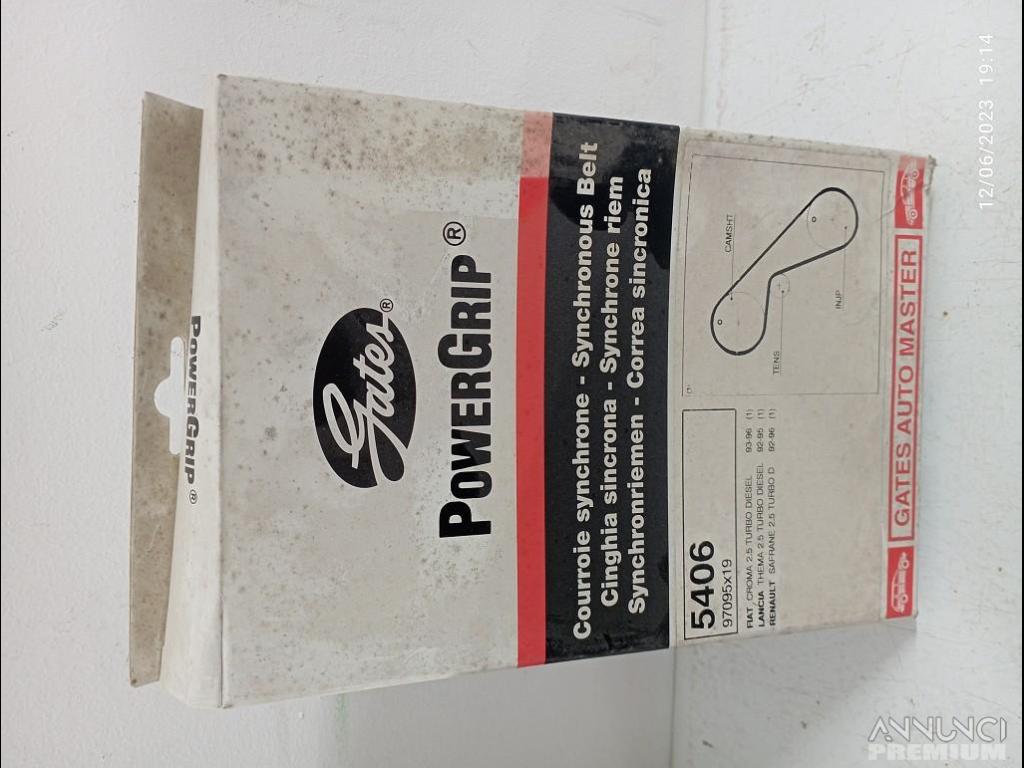 POWERGRIP ®
Gates®
POWERGRIP®
Courroie synchrone - Synchronous Belt
Cinghia sincrona - Synchrone riem
Synchronriemen - Correa sincronica
5406
97095x19
FIAT CROMA 2.5 TURBO DIESEL 93-96 (1)
LANCIA THEMA 2.5 TURBO DIESEL 92-95 (1)
RENAULT SAFRANE 2.5 TURBO D 92-96 (1)
CAMSHT
TENS
INJP
GATES AUTO MASTER
12/06/2023 19:14
ANNUNCI
PREMIUM